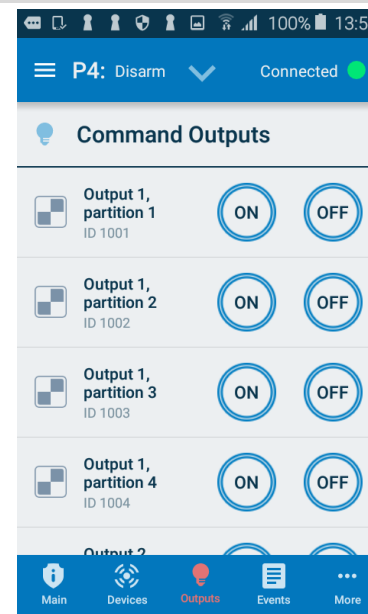 100% 13:5
P4: Disarm Connected
Command Outputs
Output 1,
partition 1
ID 1001
ON OFF
Output 1,
partition 2
ID 1002
ON OFF
Output 1,
partition 3
ID 1003
ON OFF
Output 1,
partition 4
ID 1004
ON OFF
Output 2
Main Devices Outputs Events More